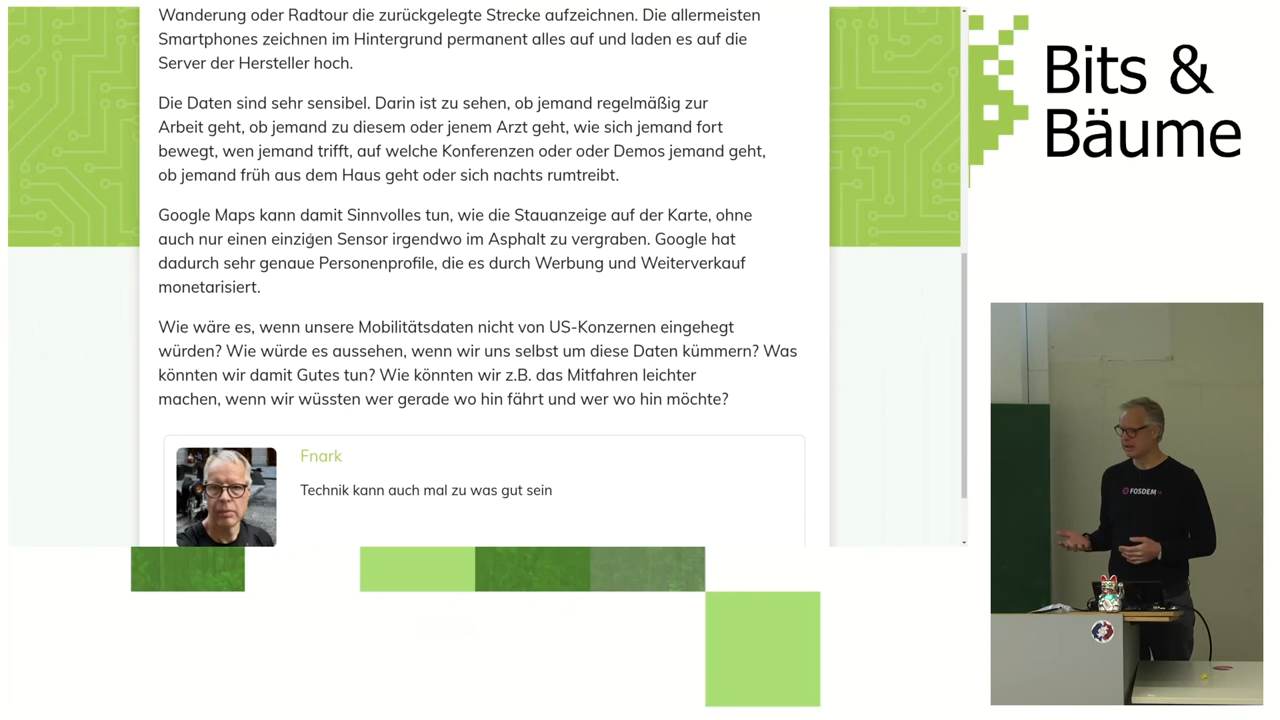 Wanderung oder Radtour die zurückgelegte Strecke aufzeichnen. Die allermeisten
Smartphones zeichnen im Hintergrund permanent alles auf und laden es auf die
Server der Hersteller hoch.
Die Daten sind sehr sensibel. Darin ist zu sehen, ob jemand regelmäßig zur
Arbeit geht, ob jemand zu diesem oder jenem Arzt geht, wie sich jemand fort
bewegt, wen jemand trifft, auf welche Konferenzen oder oder Demos jemand geht,
ob jemand früh aus dem Haus geht oder sich nachts rumtreibt.
Google Maps kann damit Sinnvolles tun, wie die Stauanzeige auf der Karte, ohne
auch nur einen einzigen Sensor irgendwo im Asphalt zu vergraben. Google hat
dadurch sehr genaue Personenprofile, die es durch Werbung und Weiterverkauf
monetarisiert.
Wie wäre es, wenn unsere Mobilitätsdaten nicht von US-Konzernen eingehegt
würden? Wie würde es aussehen, wenn wir uns selbst um diese Daten kümmern? Was
könnten wir damit Gutes tun? Wie könnten wir z.B. das Mitfahren leichter
machen, wenn wir wüssten wer gerade wo hin fährt und wer wo hin möchte?
Fnark
Technik kann auch mal zu was gut sein
Bits &
Bäume
FOSDEM